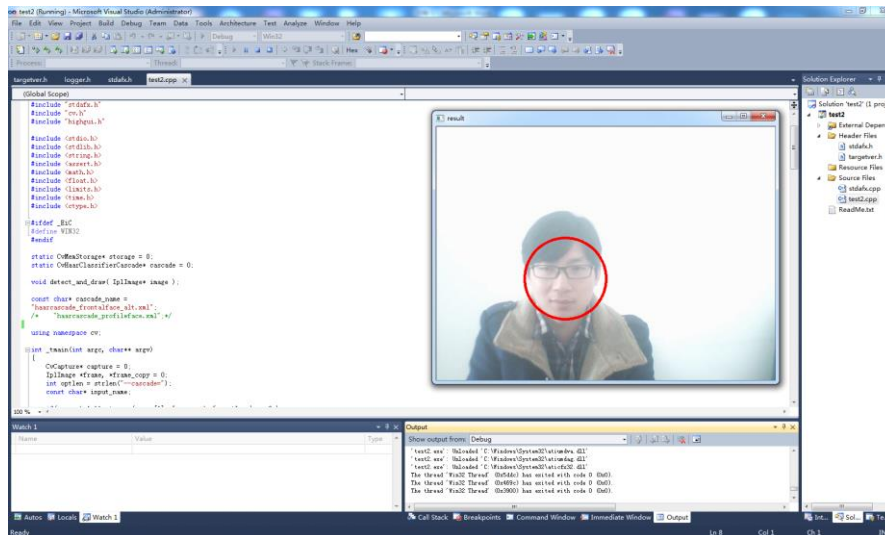 test2 (Running) - Microsoft Visual Studio (Administrator)
File Edit View Project Build Debug Team Data Tools Architecture Test Analyze Window Help
Debug Win32
Hex
Process: Thread: Stack Frame:
targetver.h logger.h stdafx.h test2.cpp
Solution Explorer
(Global Scope)
#include "stdafx.h"
#include "cv.h"
#include "highgui.h"
#include <stdio.h>
#include <stdlib.h>
#include <string.h>
#include <assert.h>
#include <math.h>
#include <float.h>
#include <limits.h>
#include <time.h>
#include <ctype.h>
#ifdef _EiC
#define WIN32
#endif
static CvMemStorage* storage = 0;
static CvHaarClassifierCascade* cascade = 0;
void detect_and_draw( IplImage* image );
const char* cascade_name =
"haarcascade_frontalface_alt.xml";
/* "haarcascade_profileface.xml";*/
using namespace cv;
int _tmain(int argc, char** argv)
{
CvCapture* capture = 0;
IplImage *frame, *frame_copy = 0;
int optlen = strlen("--cascade=");
const char* input_name;
100 %
result
Solution 'test2' (1 proj
test2
External Depen
Header Files
stdafx.h
targetver.h
Resource Files
Source Files
stdafx.cpp
test2.cpp
ReadMe.txt
Watch 1
Name Value Type
Autos Locals Watch 1
Output
Show output from: Debug
'test2.exe': Unloaded 'C:\Windows\System32\atiumdva.dll'
'test2.exe': Unloaded 'C:\Windows\System32\atiumdag.dll'
'test2.exe': Unloaded 'C:\Windows\System32\aticfx32.dll'
The thread 'Win32 Thread' (0x5ddc) has exited with code 0 (0x0).
The thread 'Win32 Thread' (0x489c) has exited with code 0 (0x0).
The thread 'Win32 Thread' (0x3900) has exited with code 0 (0x0).
Call Stack Breakpoints Command Window Immediate Window Output
Int... Sol... Te
Ready Ln 8 Col 1 Ch 1